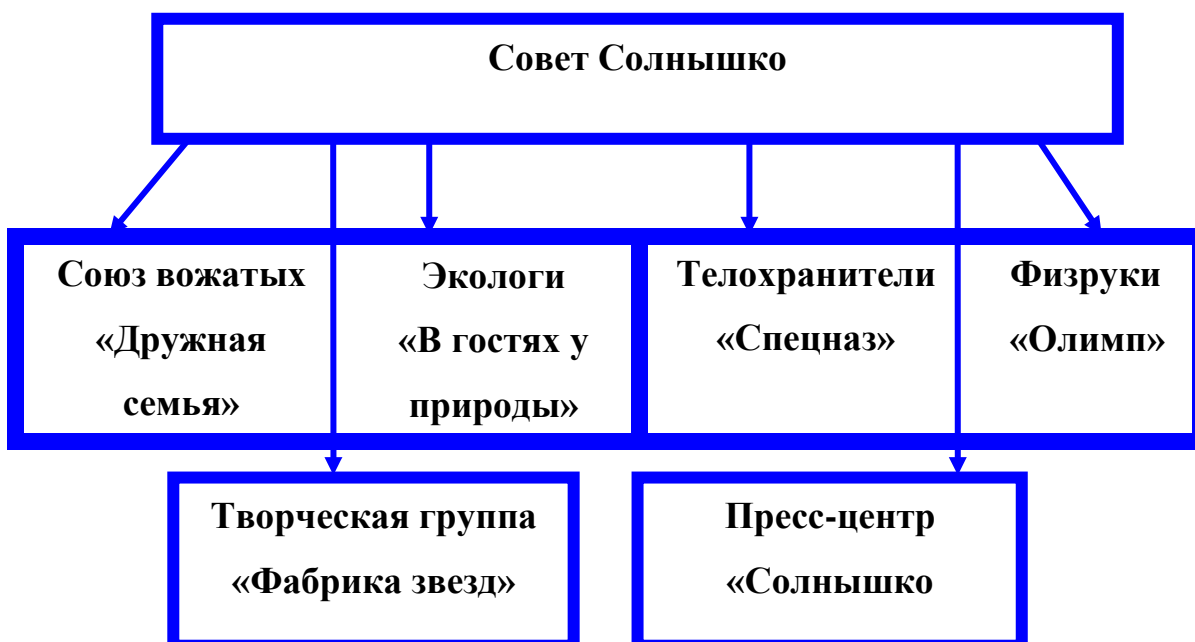 Совет Солнышко
Союз вожатых
«Дружная
семья»
Экологи
«В гостях у
природы»
Телохранители
«Спецназ»
Физруки
«Олимп»
Творческая группа
«Фабрика звезд»
Пресс-центр
«Солнышко